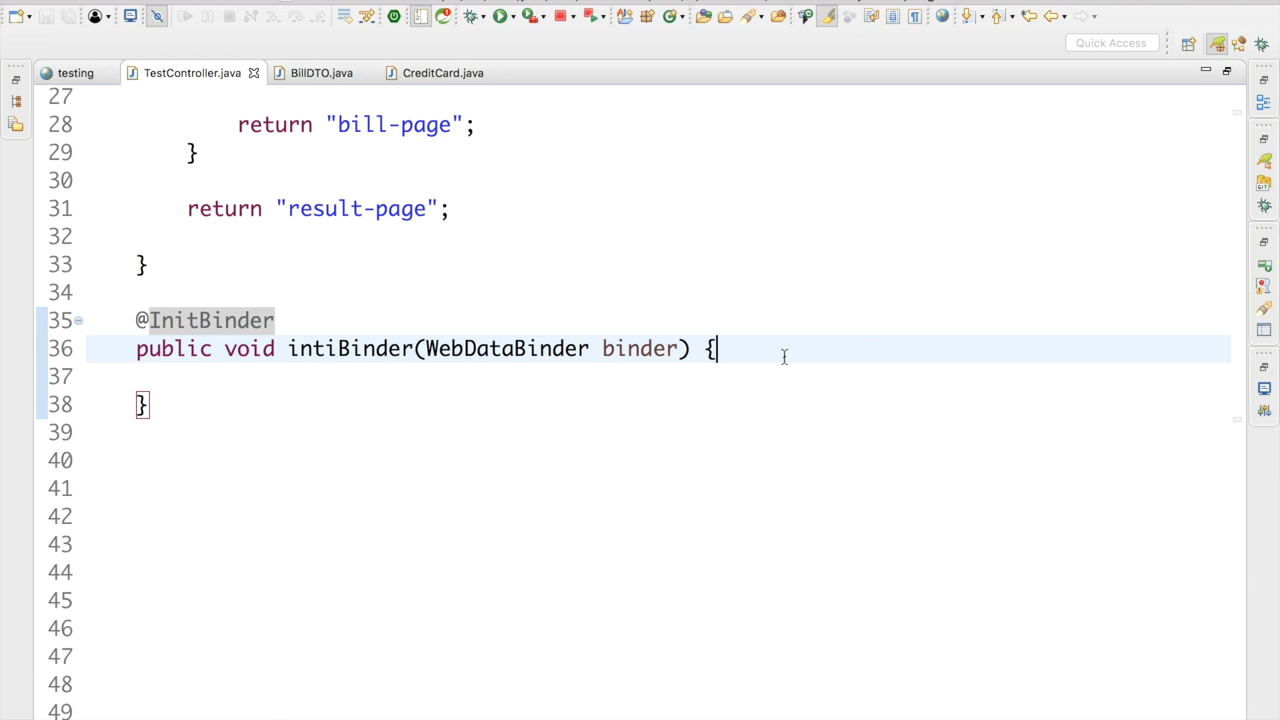 Quick Access
testing
TestController.java
BillDTO.java
CreditCard.java
27
28 return "bill-page";
29 }
30
31 return "result-page";
32
33 }
34
35 @InitBinder
36 public void intiBinder(WebDataBinder binder) {
37
38 }
39
40
41
42
43
44
45
46
47
48
49